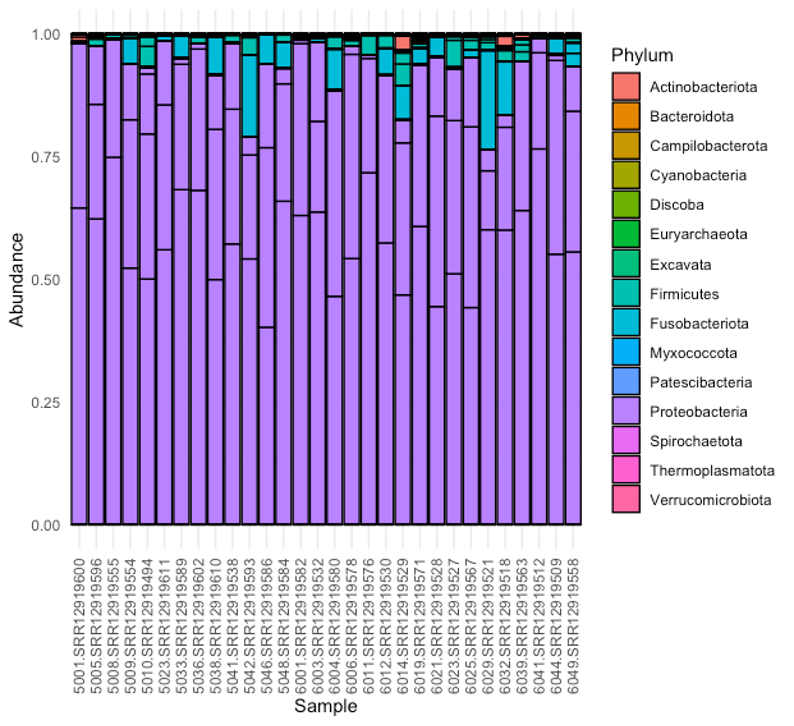 1.00
0.75
0.50
0.25
0.00
Abundance
5001.SRR12919600
5005.SRR12919596
5008.SRR12919555
5009.SRR12919554
5010.SRR12919494
5023.SRR12919611
5033.SRR12919589
5036.SRR12919602
5038.SRR12919610
5041.SRR12919538
5042.SRR12919593
5046.SRR12919586
5048.SRR12919584
6001.SRR12919582
6003.SRR12919532
6004.SRR12919580
6006.SRR12919578
6011.SRR12919576
6012.SRR12919530
6014.SRR12919529
6019.SRR12919571
6021.SRR12919528
6023.SRR12919527
6025.SRR12919567
6029.SRR12919521
6032.SRR12919518
6039.SRR12919563
6041.SRR12919512
6044.SRR12919509
6049.SRR12919558
Sample
Phylum
Actinobacteriota
Bacteroidota
Campilobacterota
Cyanobacteria
Discoba
Euryarchaeota
Excavata
Firmicutes
Fusobacteriota
Myxococcota
Patescibacteria
Proteobacteria
Spirochaetota
Thermoplasmatota
Verrucomicrobiota